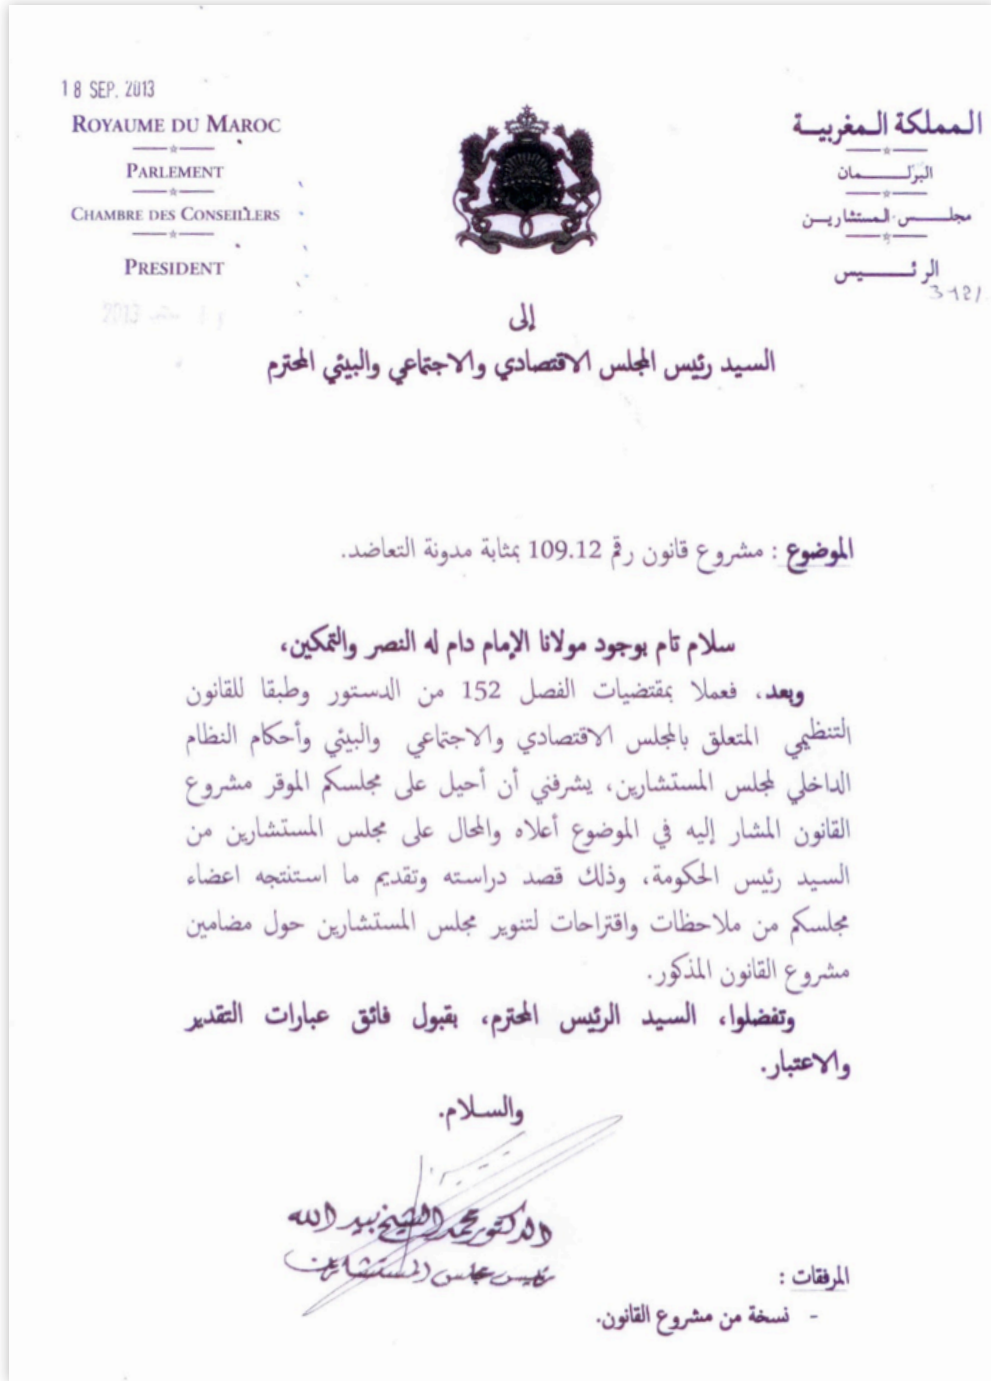 18 SEP. 2013
ROYAUME DU MAROC
PARLEMENT
CHAMBRE DES CONSEILLERS
PRESIDENT
المملكة المغربية
البرلمان
مجلس المستشارين
الرئيس
إلى
السيد رئيس المجلس الاقتصادي والاجتماعي والبيئي المحترم
الموضوع : مشروع قانون رقم 109.12 بمثابة مدونة التعاضد.
سلام تام بوجود مولانا الإمام دام له النصر والتمكين،
وبعد، فعملا بمقتضيات الفصل 152 من الدستور وطبقا للقانون
التنظيمي المتعلق بالمجلس الاقتصادي والاجتماعي والبيئي وأحكام النظام
الداخلي لمجلس المستشارين، يشرفني أن أحيل على مجلسكم الموقر مشروع
القانون المشار إليه في الموضوع أعلاه والمحال على مجلس المستشارين من
السيد رئيس الحكومة، وذلك قصد دراسته وتقديم ما استنتجه اعضاء
مجلسكم من ملاحظات واقتراحات لتنوير مجلس المستشارين حول مضامين
مشروع القانون المذكور.
وتفضلوا، السيد الرئيس المحترم، بقبول فائق عبارات التقدير
والاعتبار.
والسلام.
الدكتور محمد الشيخ بيد الله
رئيس مجلس المستشارين
المرفقات :
- نسخة من مشروع القانون.